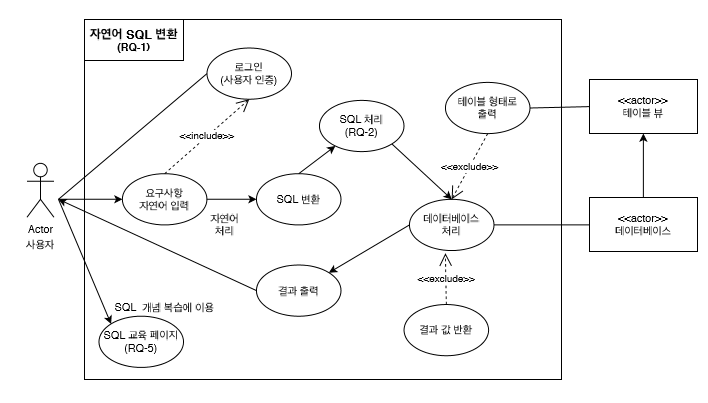 자연어 SQL 변환
(RQ-1)
로그인
(사용자 인증)
<<include>>
SQL 처리
(RQ-2)
테이블 형태로
출력
<<actor>>
테이블 뷰
<<exclude>>
요구사항
자연어 입력
자연어
처리
SQL 변환
데이터베이스
처리
<<actor>>
데이터베이스
Actor
사용자
<<exclude>>
결과 출력
SQL 개념 복습에 이용
SQL 교육 페이지
(RQ-5)
결과 값 반환